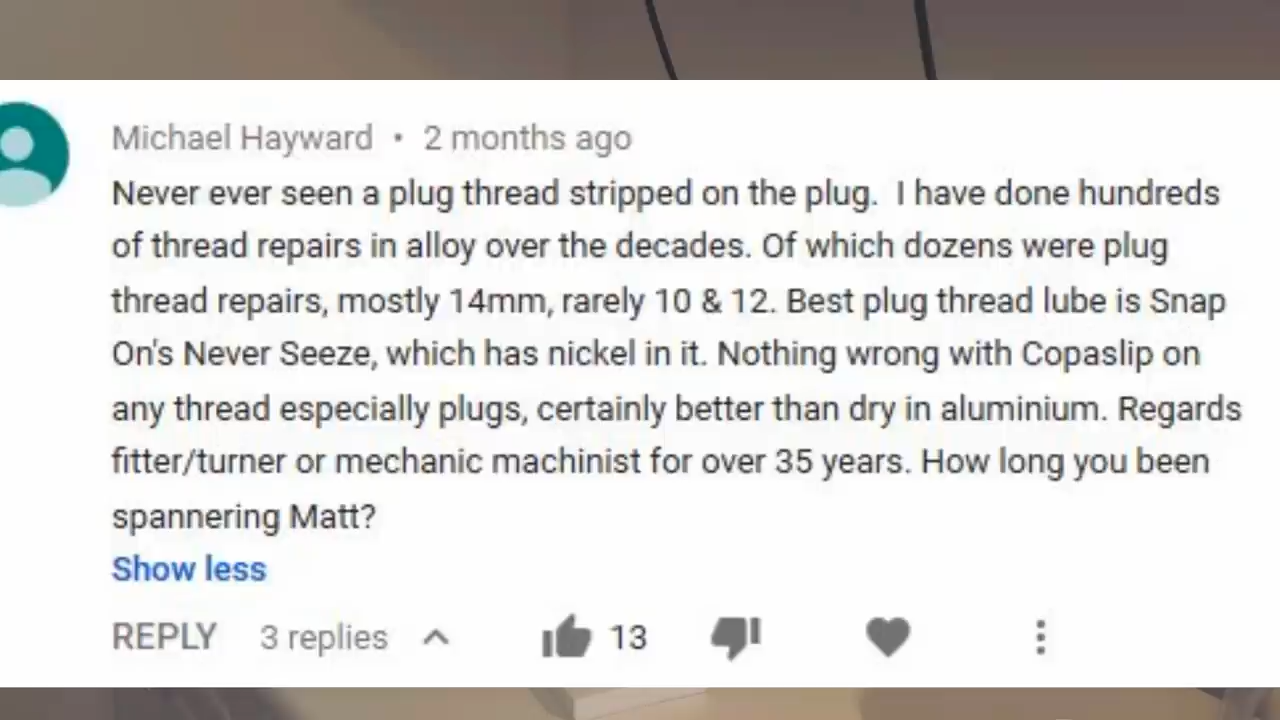 Michael Hayward • 2 months ago
Never ever seen a plug thread stripped on the plug.  I have done hundreds
of thread repairs in alloy over the decades. Of which dozens were plug
thread repairs, mostly 14mm, rarely 10 & 12. Best plug thread lube is Snap
On's Never Seeze, which has nickel in it. Nothing wrong with Copaslip on
any thread especially plugs, certainly better than dry in aluminium. Regards
fitter/turner or mechanic machinist for over 35 years. How long you been
spannering Matt?
Show less
REPLY 3 replies 13